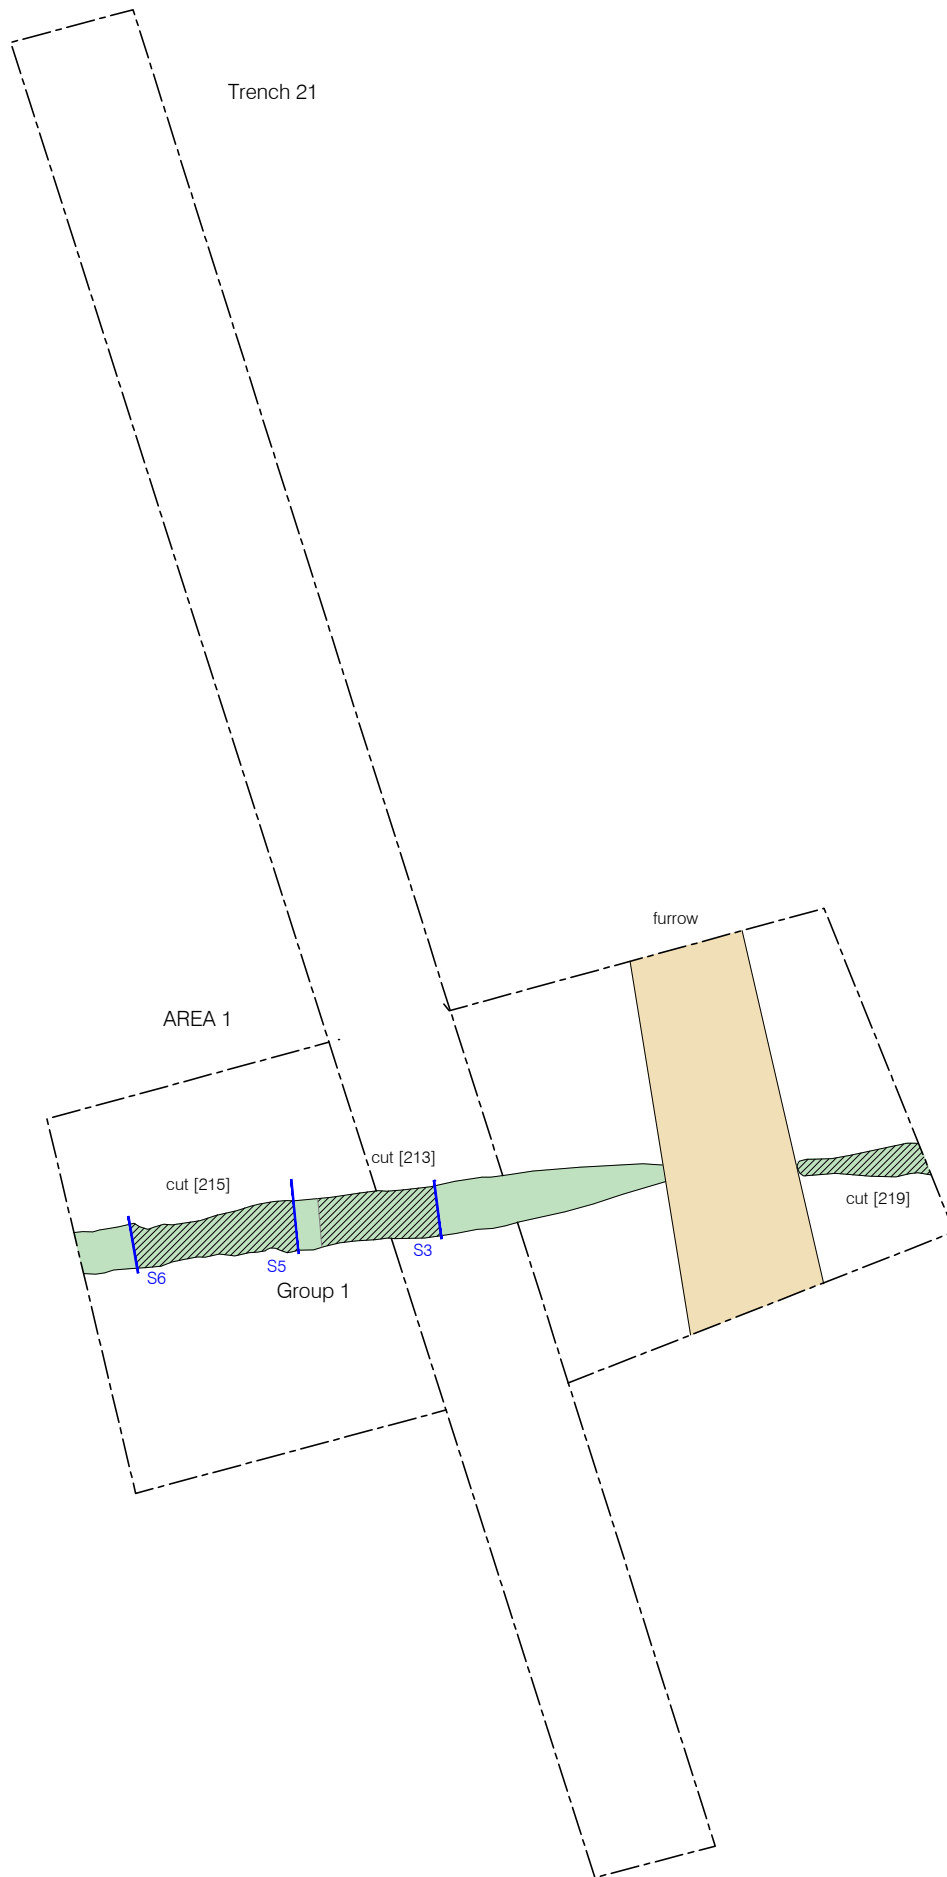 Trench 21
furrow
AREA 1
cut [213]
cut [215]
cut [219]
S3
S5
S6
Group 1